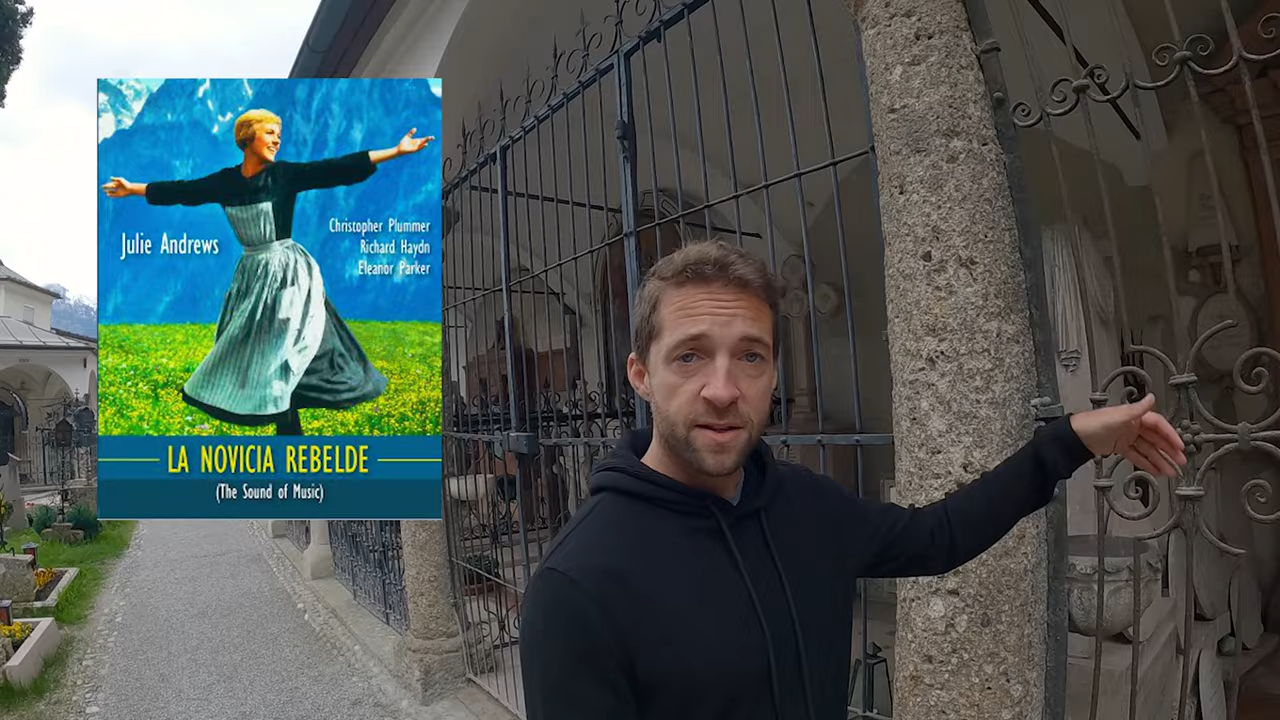 Julie Andrews
Christopher Plummer
Richard Haydn
Eleanor Parker
LA NOVICIA REBELDE
(The Sound of Music)